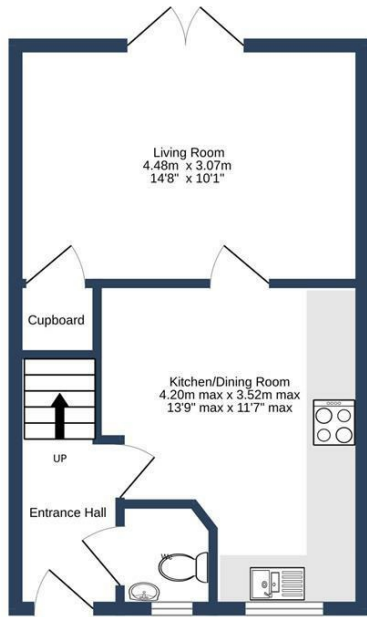 Living Room
4.48m x 3.07m
14'8" x 10'1"
Cupboard
Kitchen/Dining Room
4.20m max x 3.52m max
13'9" max x 11'7" max
UP
Entrance Hall
WC